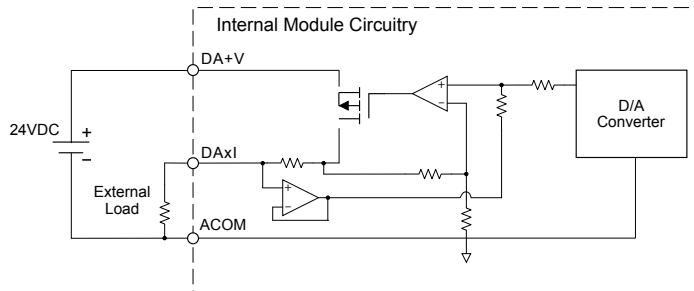 Internal Module Circuitry
DA+V
+
−
D/A
Converter
24VDC
+
−
DAxI
External
Load
+
−
ACOM